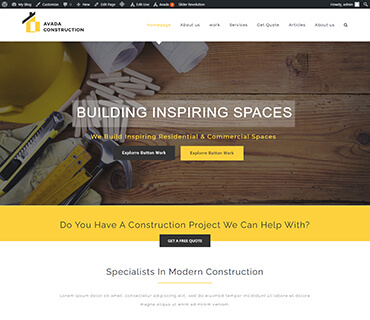 My Blog Customize 5 0 New Edit Page Edit Live Avada Slider Revolution Howdy, admin
AVADA
CONSTRUCTION
Homepage About us work Services Get Quote Articles About us
BUILDING INSPIRING SPACES
We Build Inspiring Residential & Commercial Spaces
Explore Button Work Explore Button Work
Do You Have A Construction Project We Can Help With?
GET A FREE QUOTE
Specialists In Modern Construction
Lorem ipsum dolor sit amet, consectetur adipiscing elit, sed do eiusmod tempor incididunt ut labore et dolore
magna aliqua ut enim ad minim veniam